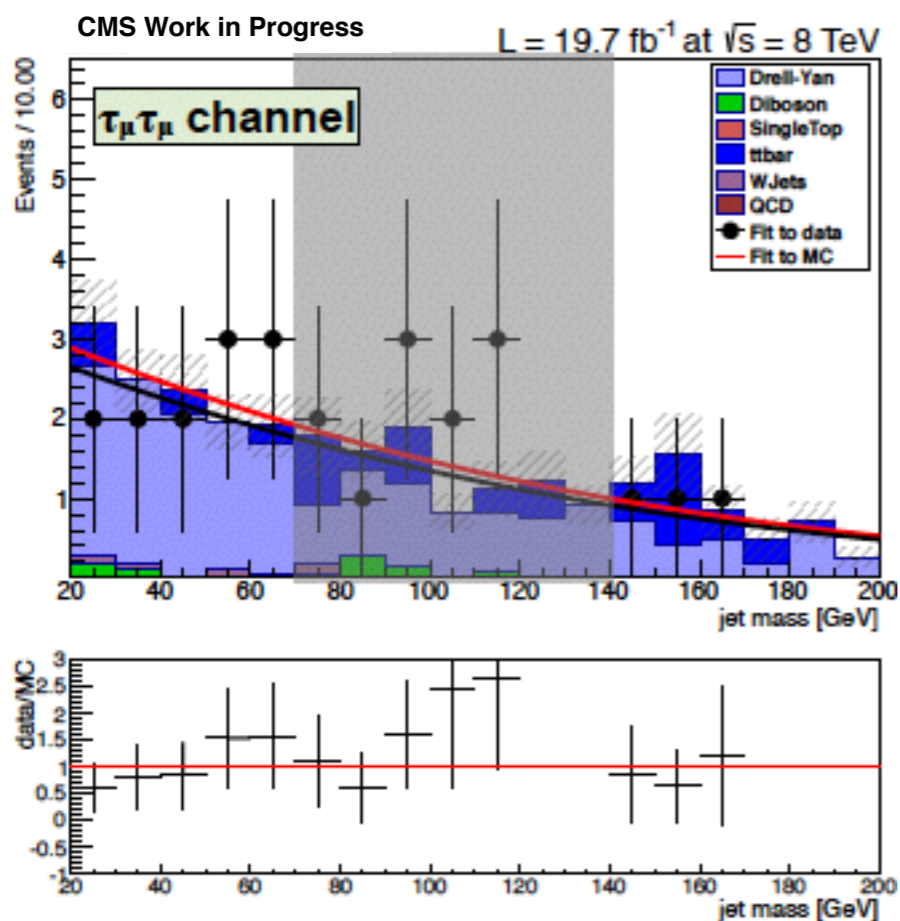 CMS Work in Progress
L = 19.7 fb⁻¹ at √s = 8 TeV
τμτμ channel
Drell-Yan
Diboson
SingleTop
ttbar
WJets
QCD
Fit to data
Fit to MC
Events / 10.00
6
5
4
3
2
1
20 40 60 80 100 120 140 160 180 200
jet mass [GeV]
data/MC
3
2.5
2
1.5
1
0.5
0
-0.5
-1
20 40 60 80 100 120 140 160 180 200
jet mass [GeV]